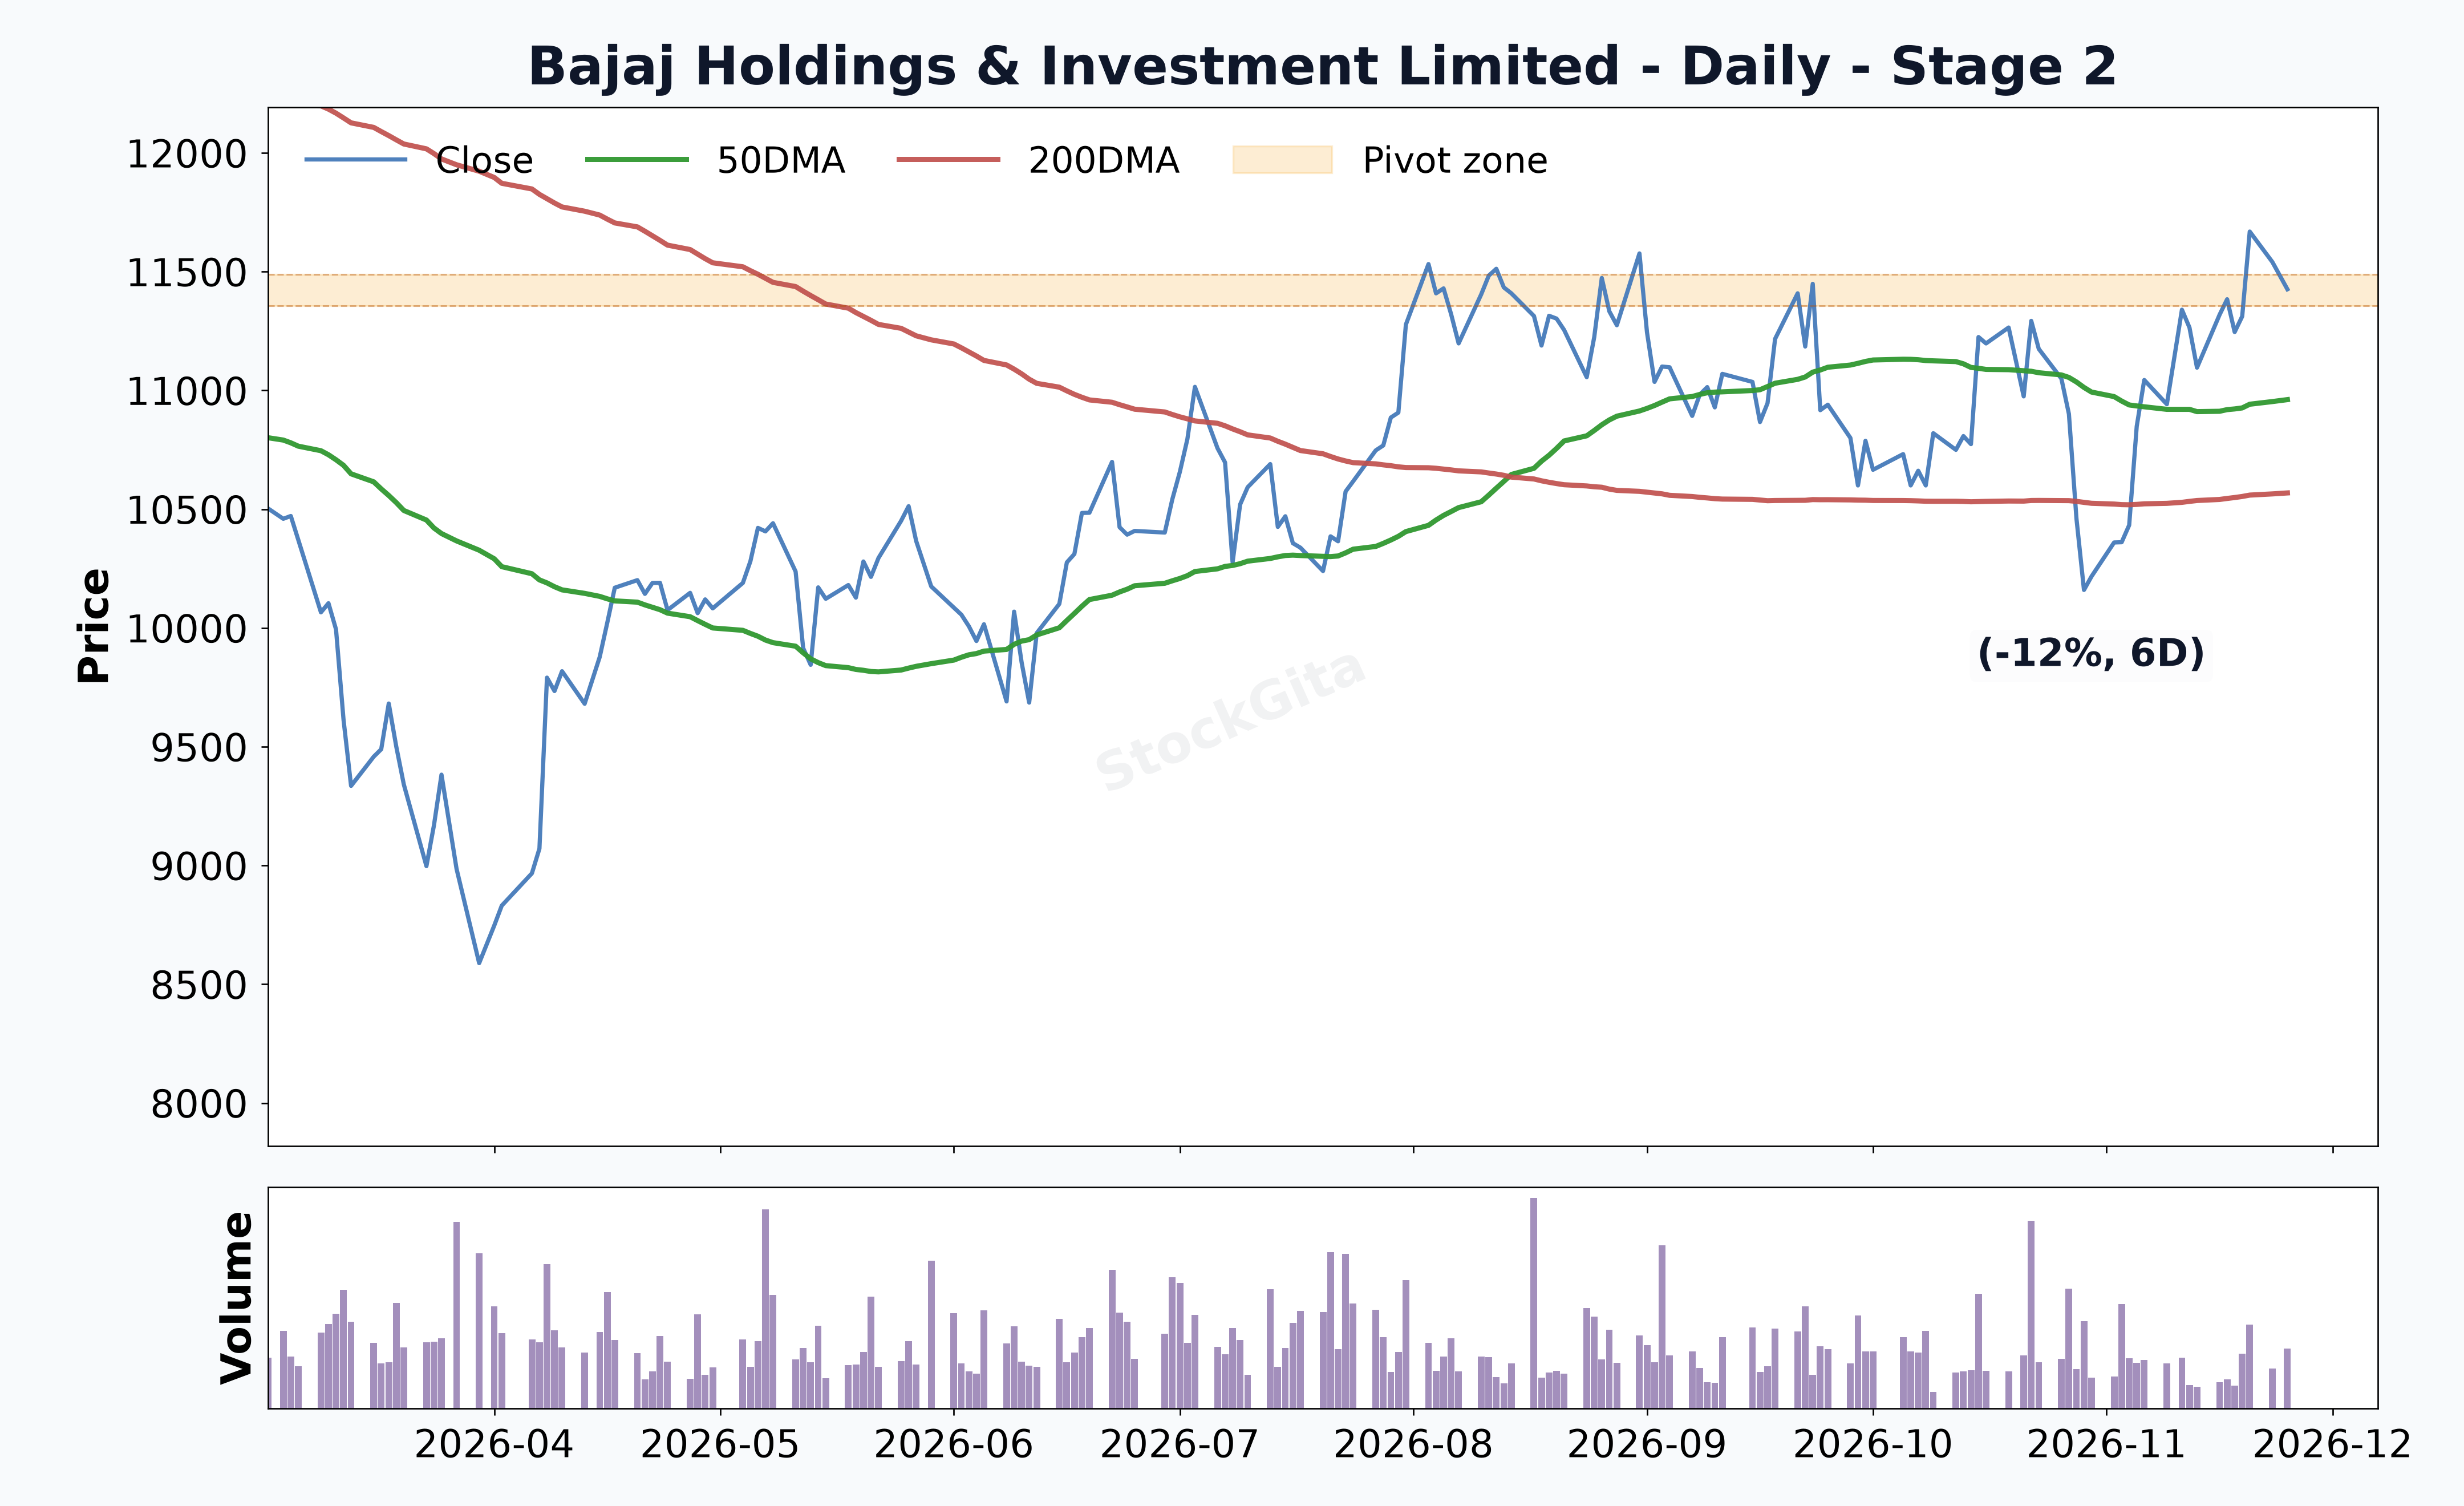 Bajaj Holdings & Investment Limited - Daily - Stage 2
Close 50DMA 200DMA Pivot zone
12000
11500
11000
10500
10000
9500
9000
8500
8000
Price
(-12%, 6D)
StockGita
Volume
2026-04 2026-05 2026-06 2026-07 2026-08 2026-09 2026-10 2026-11 2026-12